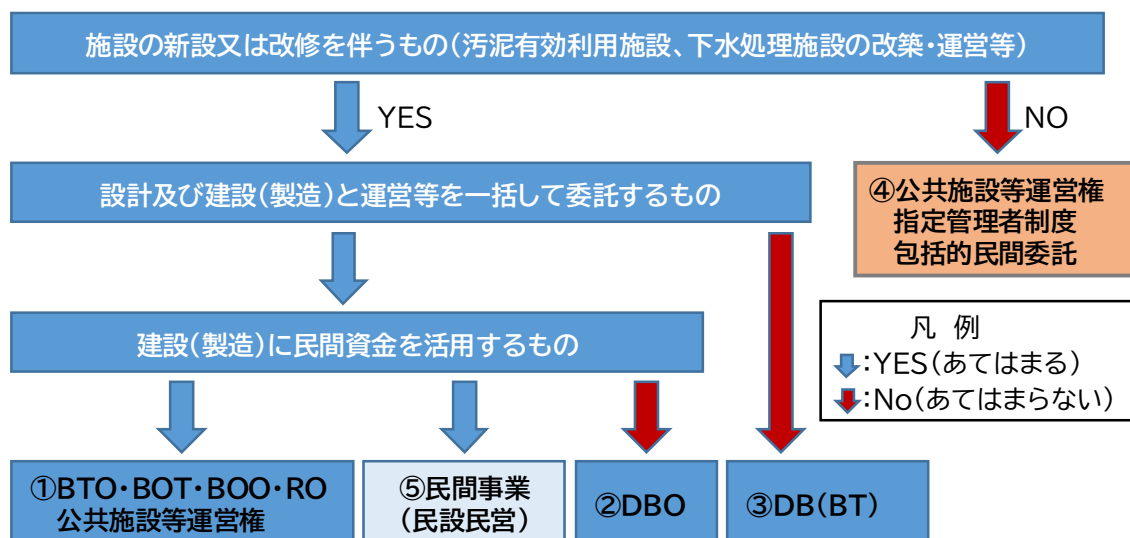 施設の新設又は改修を伴うもの(汚泥有効利用施設、下水処理施設の改築・運営等)
YES
NO
設計及び建設(製造)と運営等を一括して委託するもの
④公共施設等運営権
指定管理者制度
包括的民間委託
建設(製造)に民間資金を活用するもの
凡 例
:YES(あてはまる)
:No(あてはまらない)
①BTO・BOT・BOO・RO
公共施設等運営権
⑤民間事業
(民設民営)
②DBO
③DB(BT)